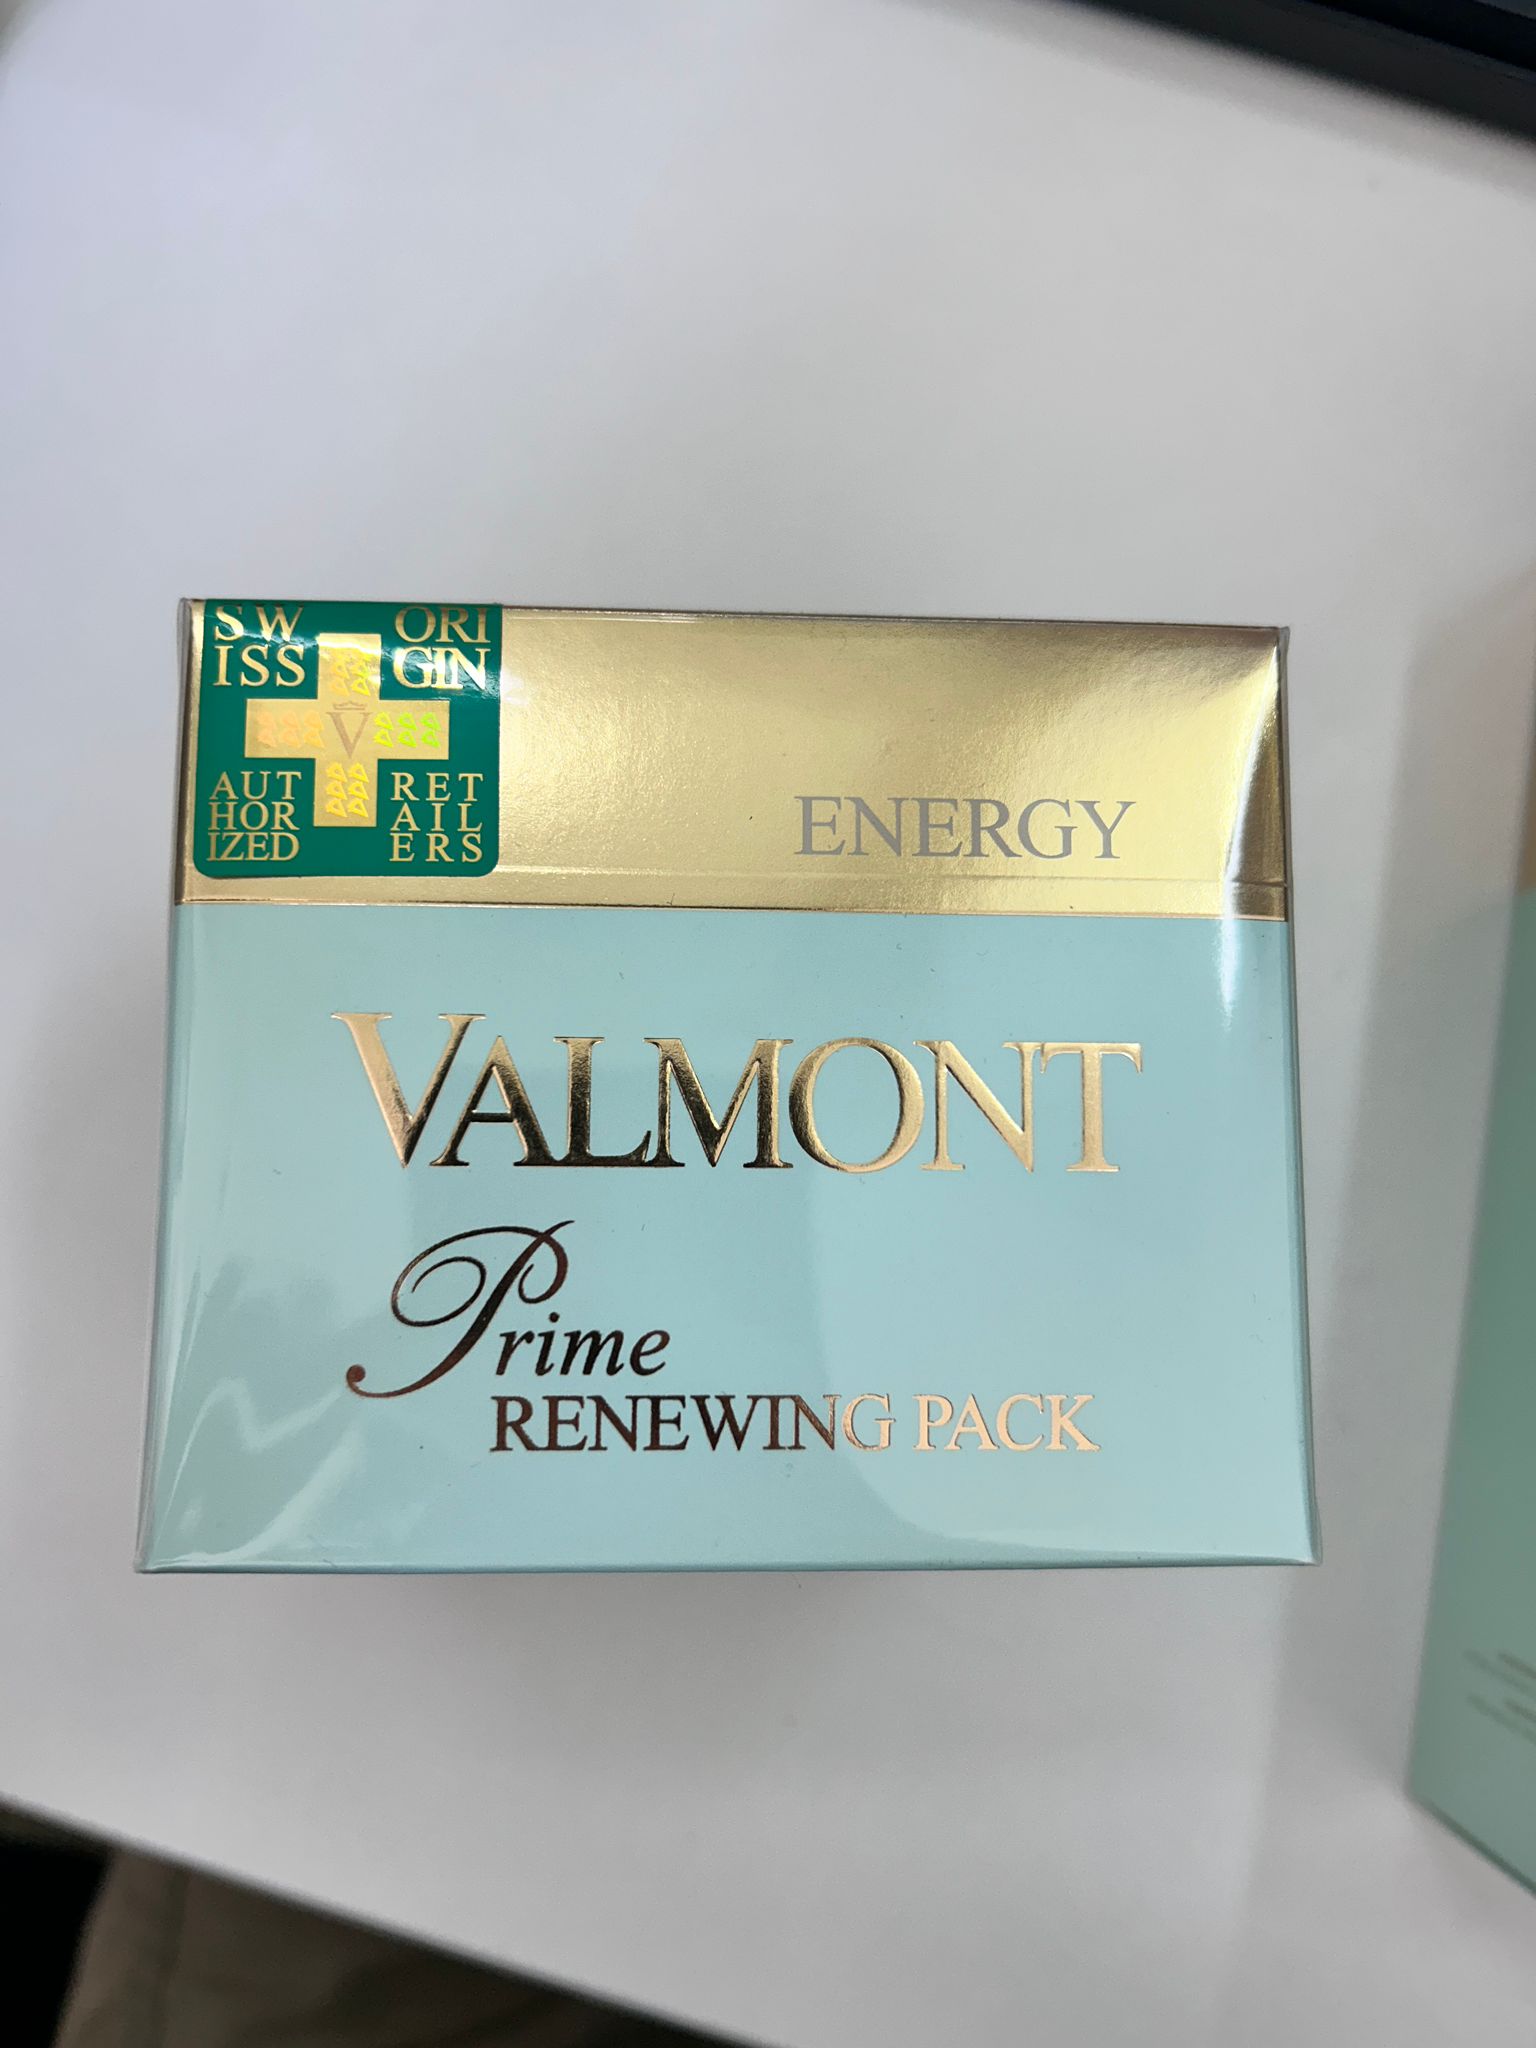 SW ORI
ISS GIN
V
AUT RET
HOR AIL
IZED ERS
ENERGY
VALMONT
Prime
RENEWING PACK